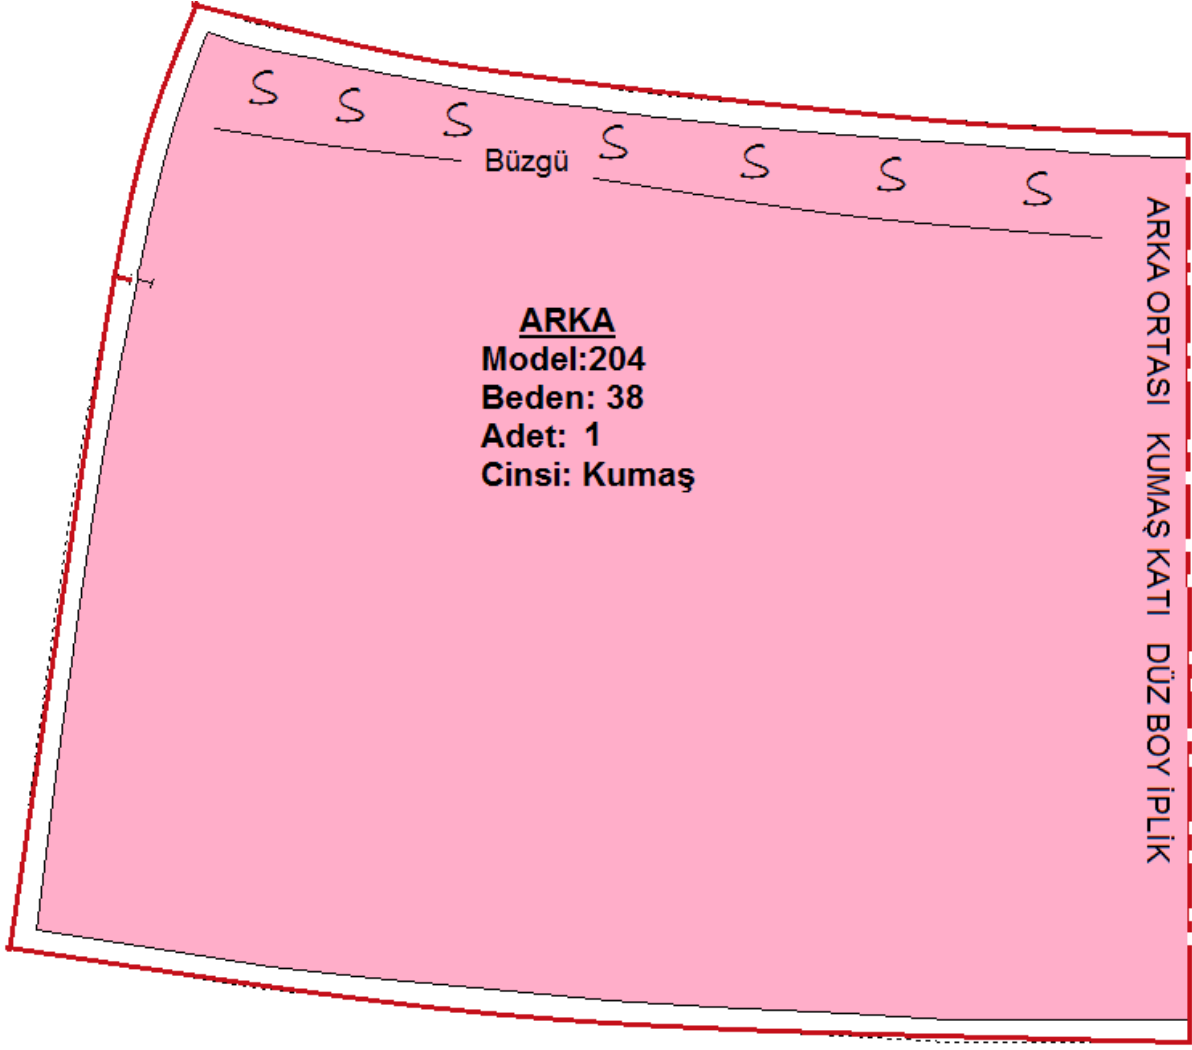 S S S S S S S
Büzgü
ARKA
Model:204
Beden: 38
Adet: 1
Cinsi: Kumaş
ARKA ORTASI KUMAŞ KATI DÜZ BOY İPLİK